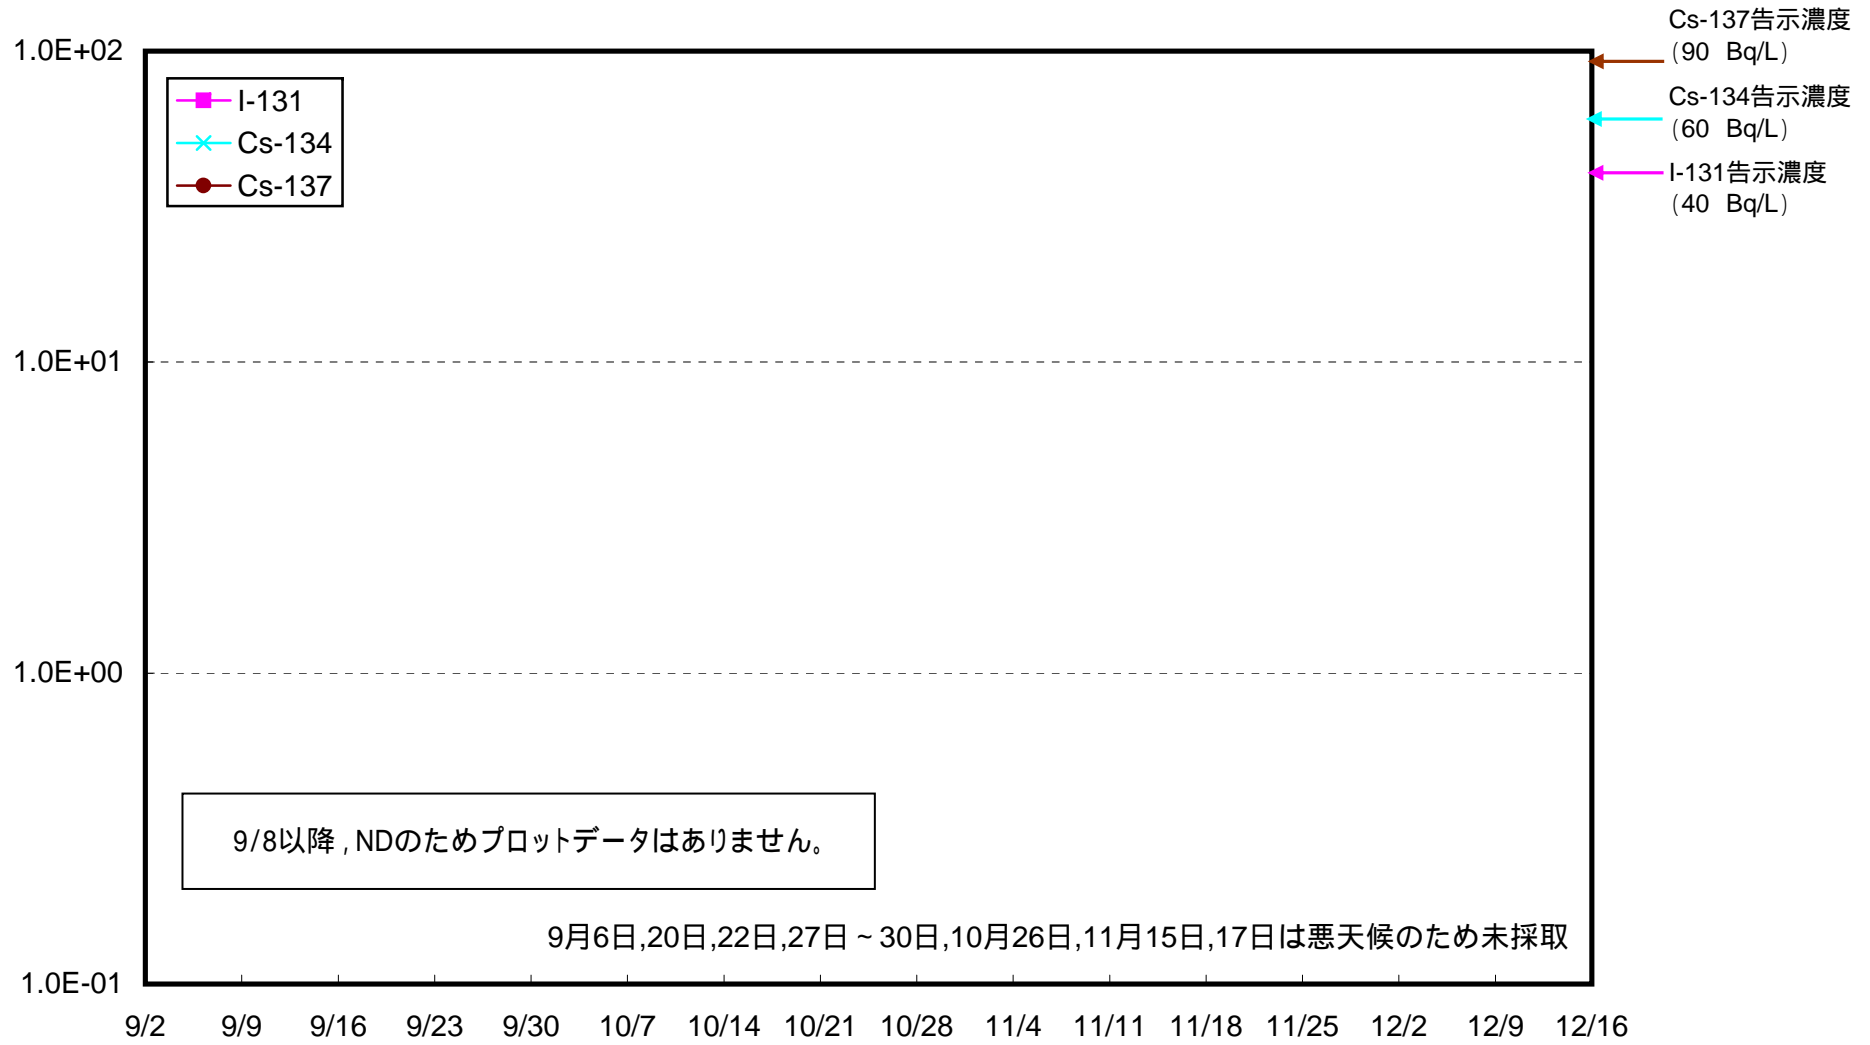 Cs-137告示濃度
(90 Bq/L)
Cs-134告示濃度
(60 Bq/L)
I-131告示濃度
(40 Bq/L)
1.0E+02
1.0E+01
1.0E+00
1.0E-01
I-131
Cs-134
Cs-137
9/8以降,NDのためプロットデータはありません。
9月6日,20日,22日,27日~30日,10月26日,11月15日,17日は悪天候のため未採取
9/2 9/9 9/16 9/23 9/30 10/7 10/14 10/21 10/28 11/4 11/11 11/18 11/25 12/2 12/9 12/16